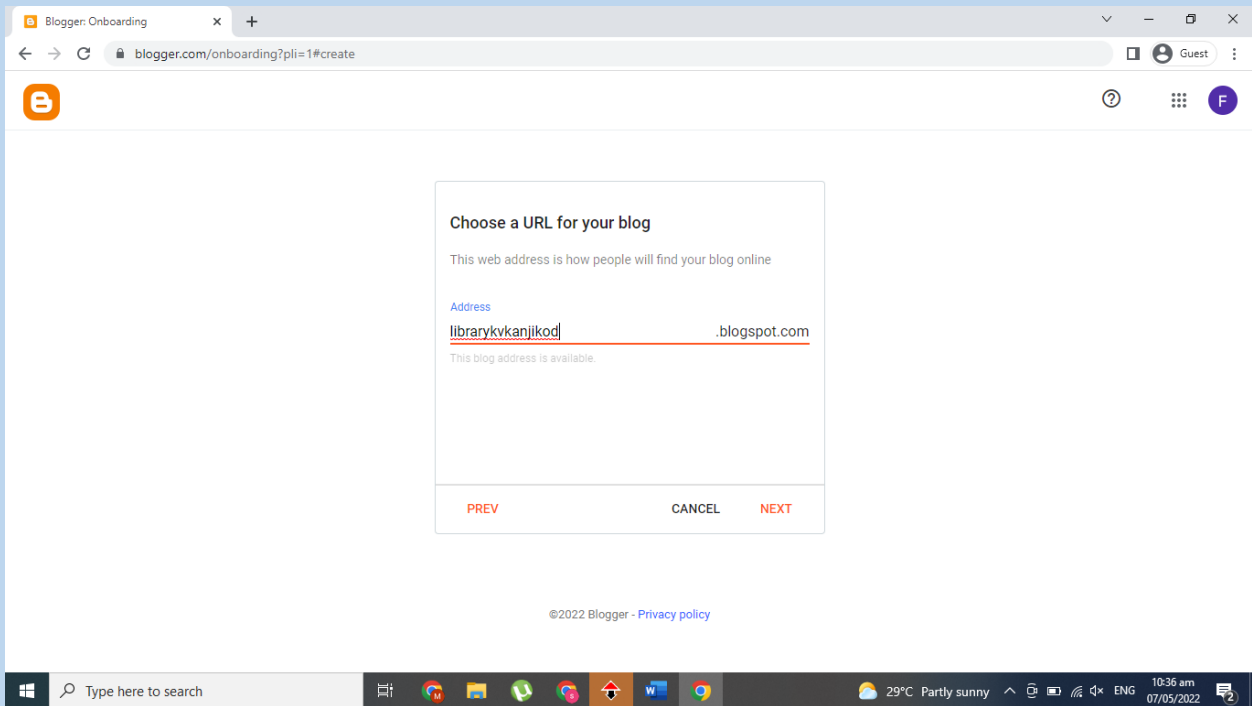 Blogger: Onboarding
blogger.com/onboarding?pli=1#create
Guest
F
Choose a URL for your blog
This web address is how people will find your blog online
Address
librarykvkanjikod .blogspot.com
This blog address is available.
PREV CANCEL NEXT
©2022 Blogger - Privacy policy
Type here to search
M
S
W
29°C Partly sunny
ENG
10:36 am
07/05/2022
2